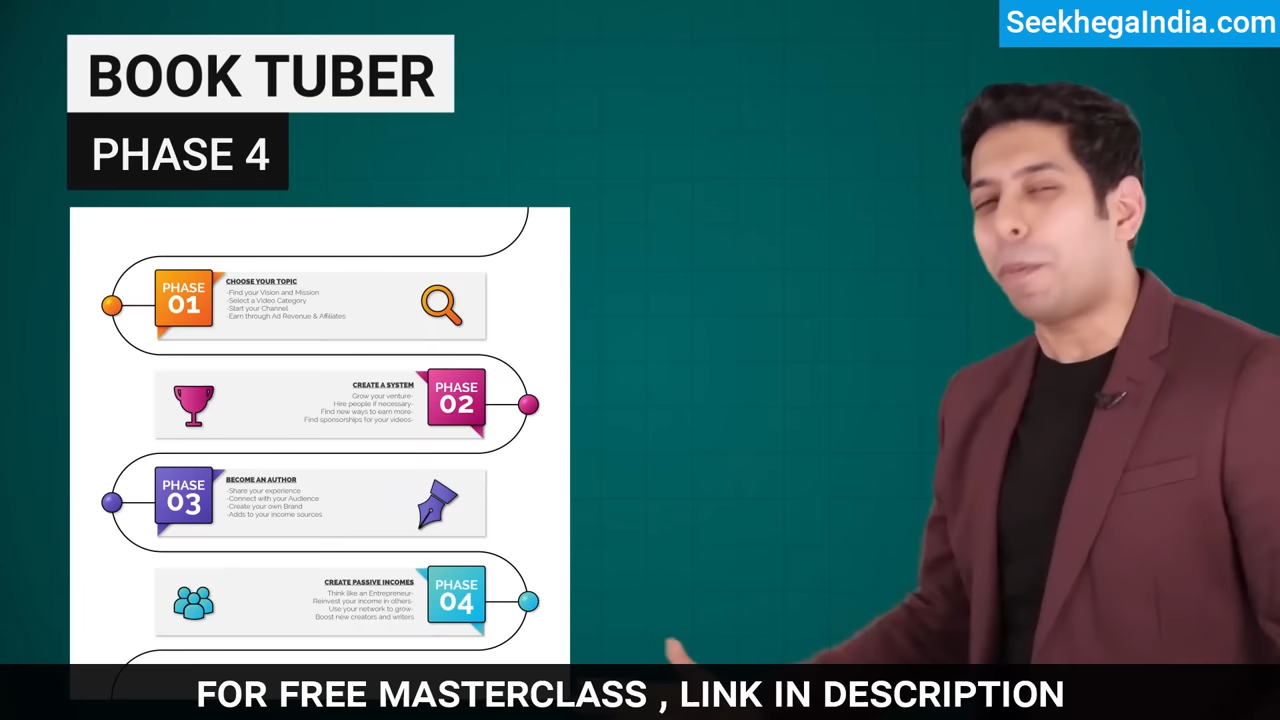 SeekhegaIndia.com
BOOK TUBER
PHASE 4
PHASE
01
CHOOSE YOUR TOPIC
-Find your Vision and Mission
-Select a Video Category
-Start your Channel
-Earn through Ad Revenue & Affiliates
CREATE A SYSTEM
Grow your venture-
Hire people if necessary-
Find new ways to earn more-
Find sponsorships for your videos-
PHASE
02
PHASE
03
BECOME AN AUTHOR
-Share your experience
-Connect with your Audience
-Create your own Brand
-Adds to your income sources
CREATE PASSIVE INCOMES
Think like an Entrepreneur-
Reinvest your income in others-
Use your network to grow-
Boost new creators and writers
PHASE
04
FOR FREE MASTERCLASS , LINK IN DESCRIPTION